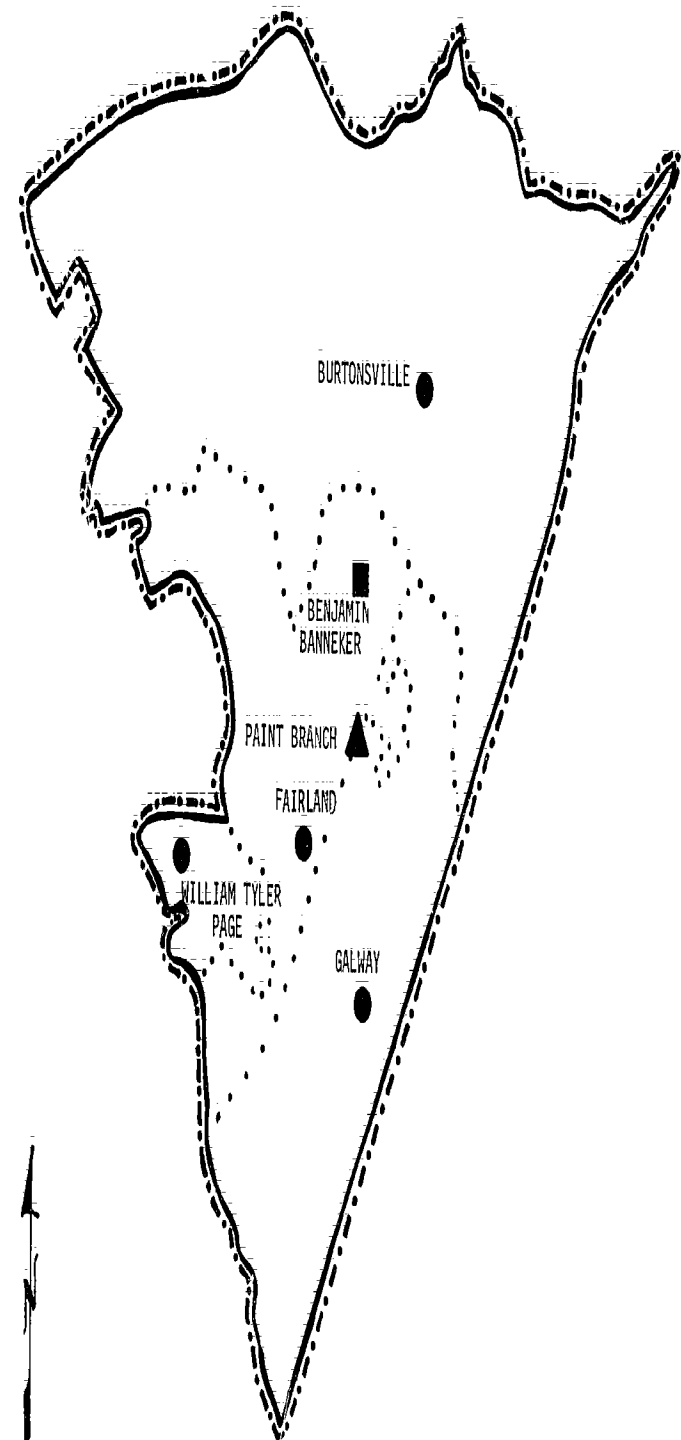 BURTONSVILLE
BENJAMIN
BANNEKER
PAINT BRANCH
FAIRLAND
WILLIAM TYLER
PAGE
GALWAY
N